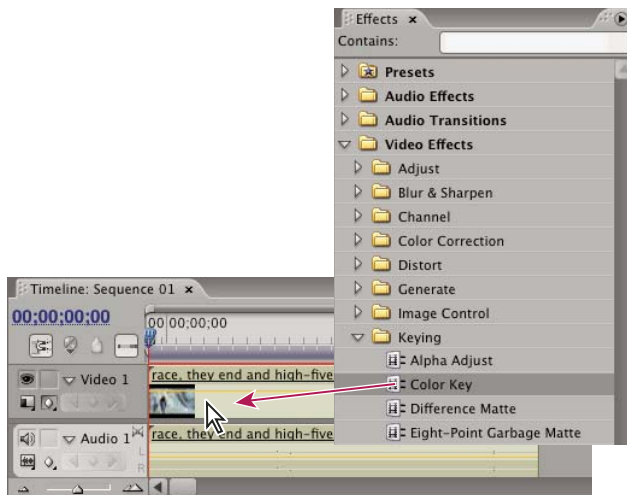 Effects
Contains:
Presets
Audio Effects
Audio Transitions
Video Effects
Adjust
Blur & Sharpen
Channel
Color Correction
Distort
Generate
Image Control
Keying
Alpha Adjust
Color Key
Difference Matte
Eight-Point Garbage Matte
Timeline: Sequence 01
00;00;00;00
00;00;00;00
Video 1
race, they end and high-five
Audio 1
race, they end and high-five
L
R